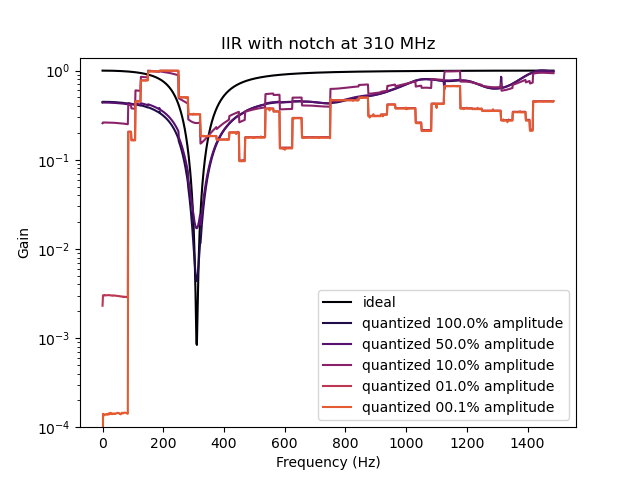 IIR with notch at 310 MHz
10⁰
10⁻¹
10⁻²
10⁻³
10⁻⁴
Gain
0 200 400 600 800 1000 1200 1400
Frequency (Hz)
ideal
quantized 100.0% amplitude
quantized 50.0% amplitude
quantized 10.0% amplitude
quantized 01.0% amplitude
quantized 00.1% amplitude